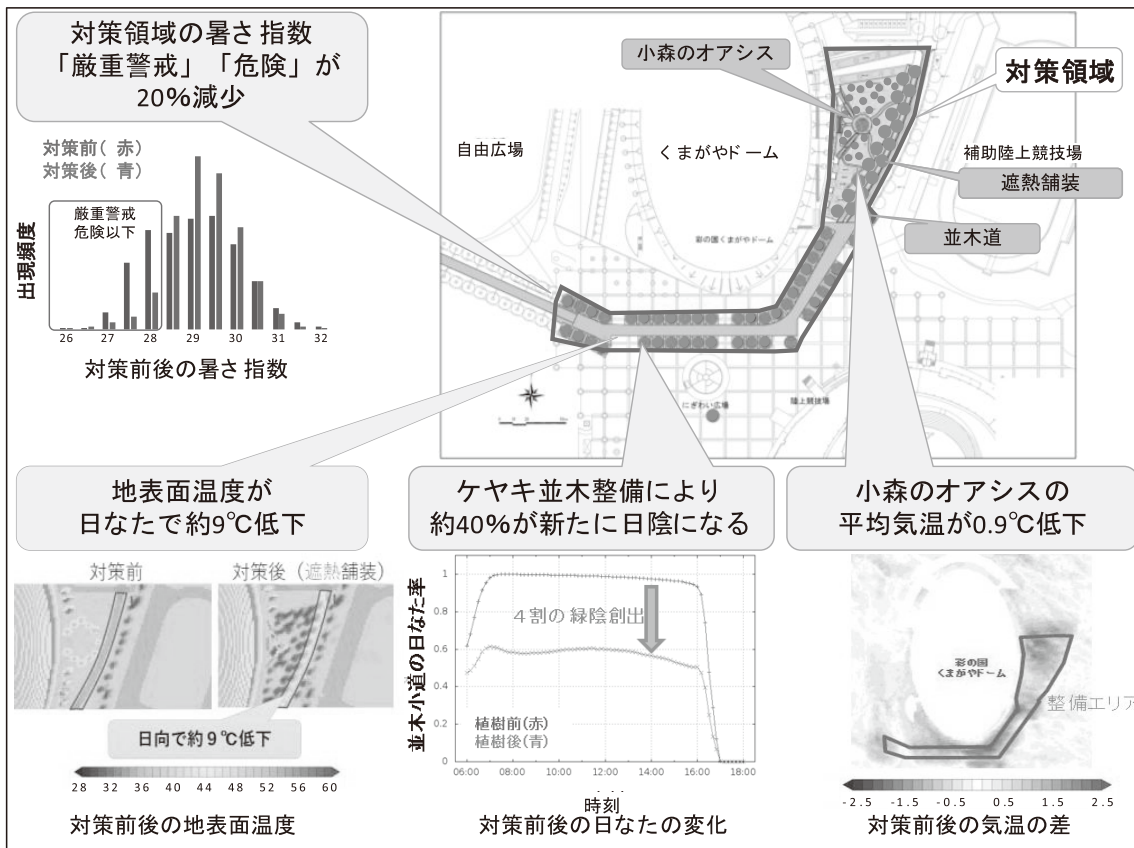 対策領域の暑さ指数
「厳重警戒」「危険」が
20%減少
小森のオアシス
対策領域
自由広場
くまがやドーム
補助陸上競技場
遮熱舗装
並木道
彩の国くまがやドーム
にぎわい広場
陸上競技場
対策前(赤)
対策後(青)
厳重警戒
危険以下
出現頻度
26 27 28 29 30 31 32
対策前後の暑さ指数
地表面温度が
日なたで約9℃低下
ケヤキ並木整備により
約40%が新たに日陰になる
小森のオアシスの
平均気温が0.9℃低下
対策前
対策後(遮熱舗装)
日向で約9℃低下
28 32 36 40 44 48 52 56 60
対策前後の地表面温度
並木小道の日なた率
1
0.8
0.6
0.4
0.2
0
4割の緑陰創出
植樹前(赤)
植樹後(青)
06:00 08:00 10:00 12:00 14:00 16:00 18:00
時刻
対策前後の日なたの変化
彩の国
くまがやドーム
整備エリア
-2.5 -1.5 -0.5 0.5 1.5 2.5
対策前後の気温の差